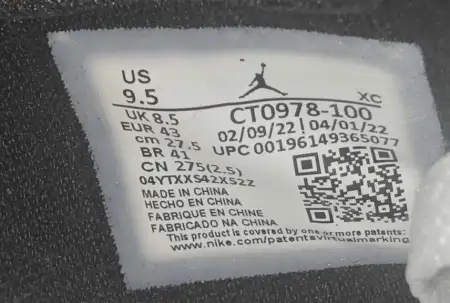 US
9.5
XC
UK 8.5
EUR 43
cm 27.5
BR 41
CN 275(2.5)
CT0978-100
02/09/22 04/01/22
UPC 00196149365077
04YTXXS42X52Z
MADE IN CHINA
HECHO EN CHINA
FABRIQUE EN CHINE
FABRICADO NA CHINA
This product is covered by one or more patents:
www.nike.com/patentsvirtualmarking